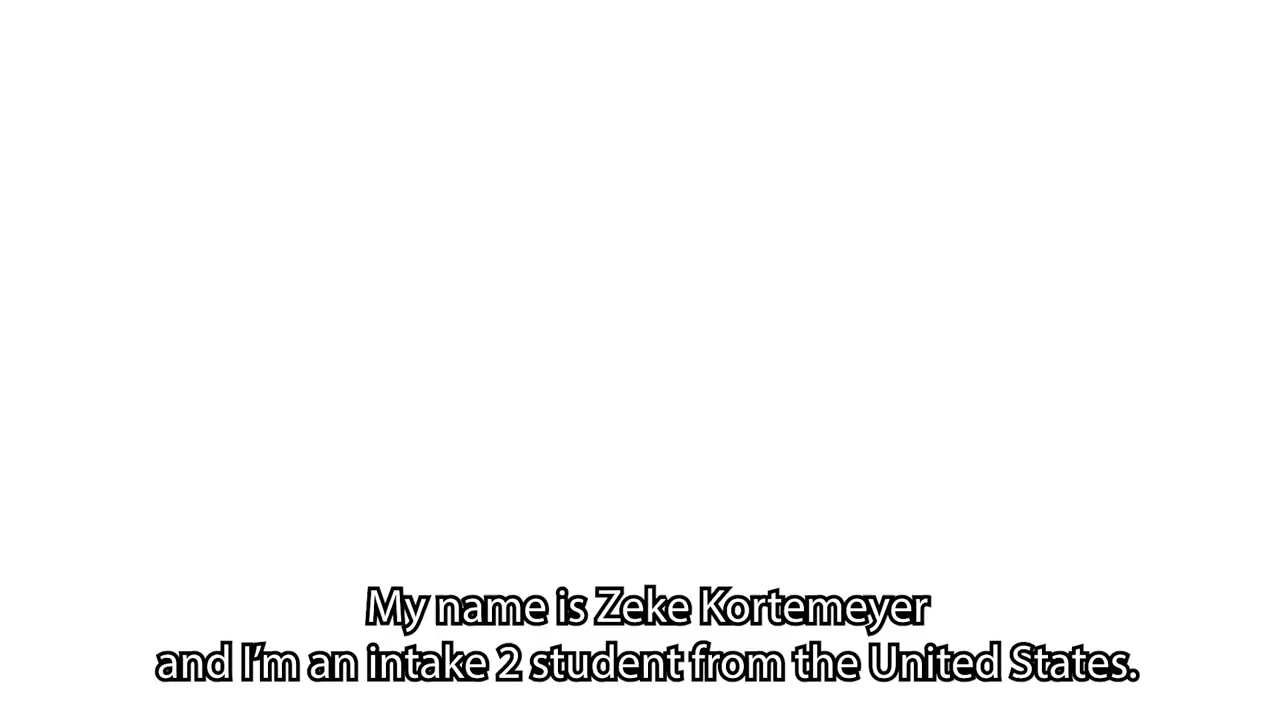 My name is Zeke Kortemeyer
and I'm an intake 2 student from the United States.